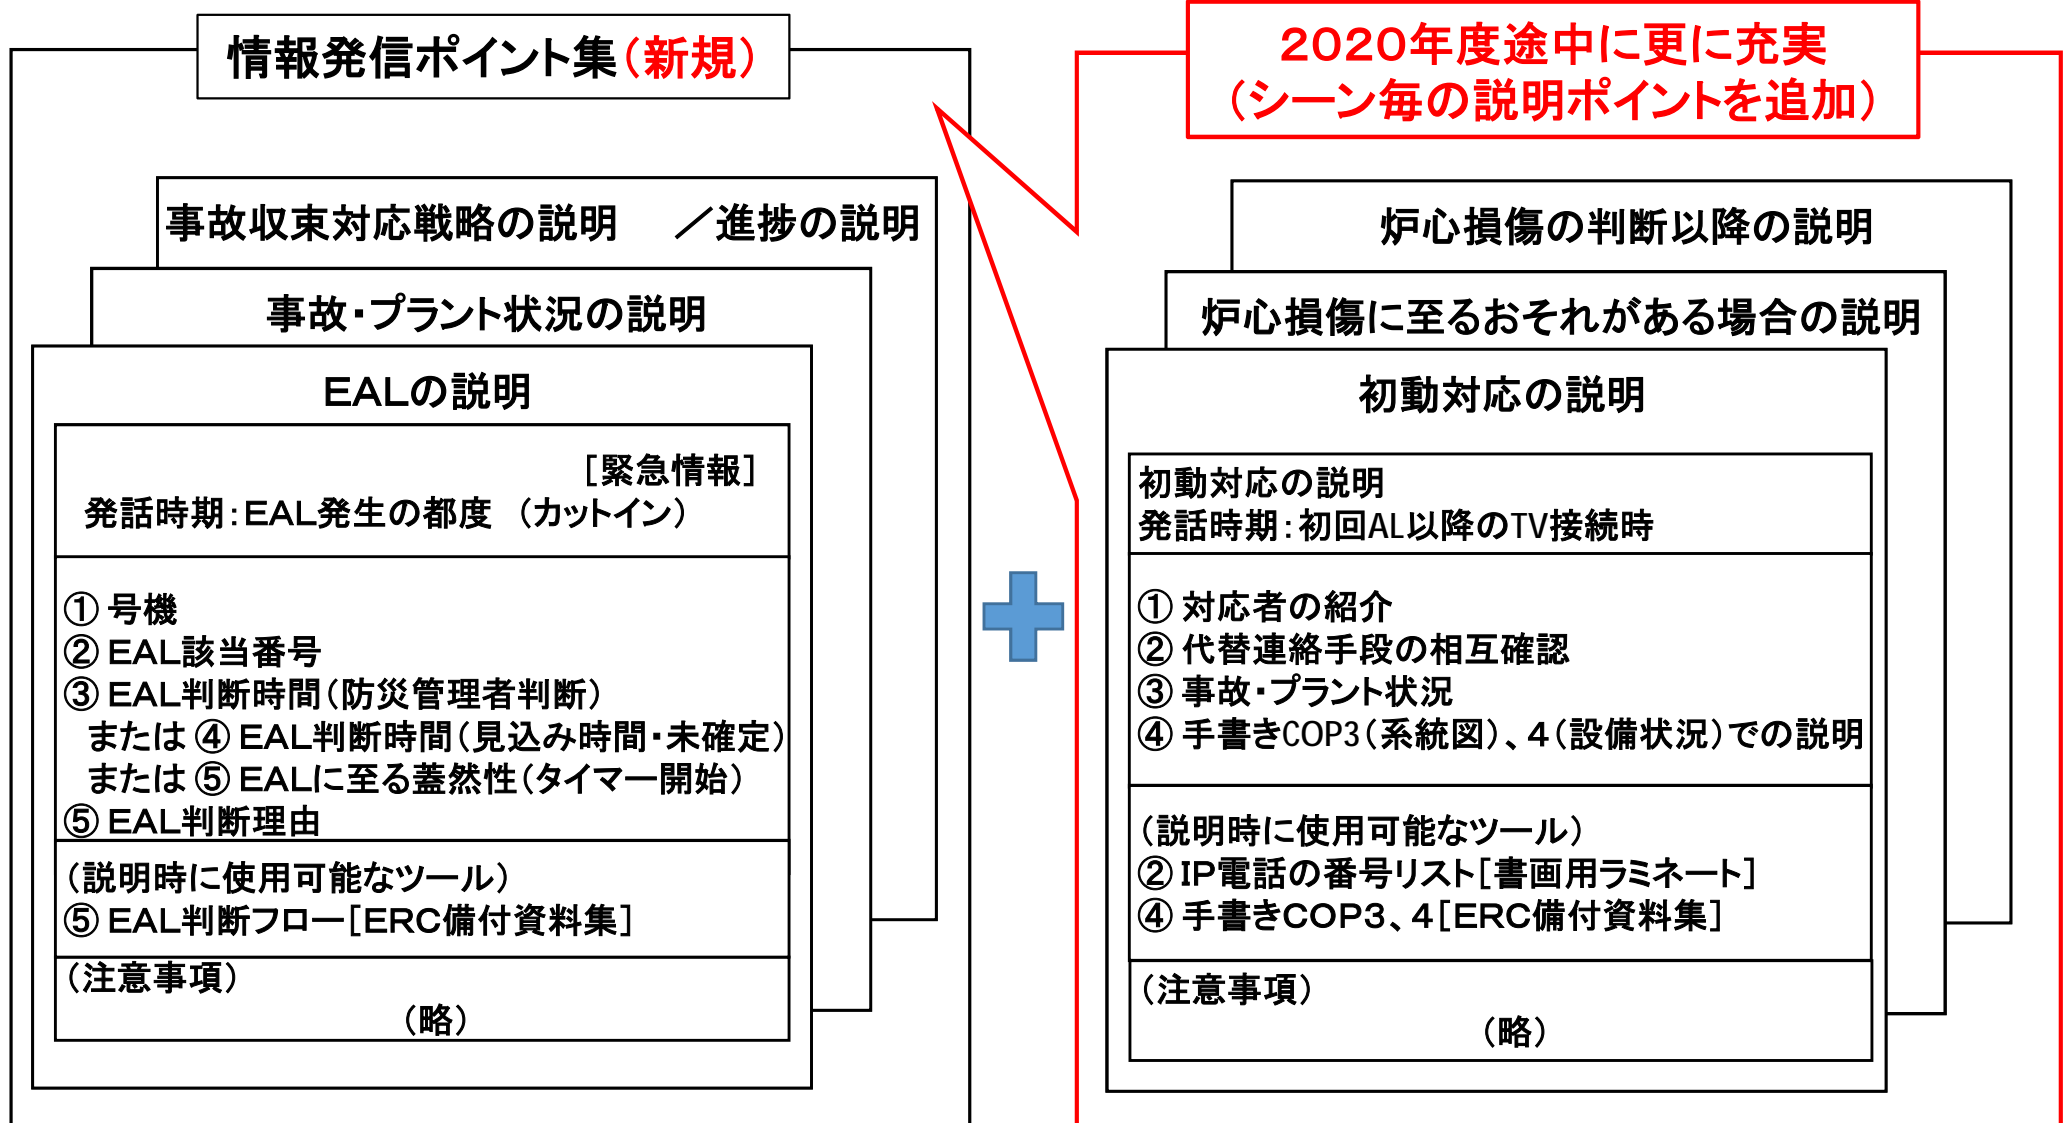 情報発信ポイント集（新規）
事故収束対応戦略の説明　／進捗の説明
事故・プラント状況の説明
EALの説明
[緊急情報]
発話時期：EAL発生の都度（カットイン）
① 号機
② EAL該当番号
③ EAL判断時間（防災管理者判断）
または ④ EAL判断時間（見込み時間・未確定）
または ⑤ EALに至る蓋然性（タイマー開始）
⑤ EAL判断理由
（説明時に使用可能なツール）
⑤ EAL判断フロー[ERC備付資料集]
（注意事項）
（略）
２０２０年度途中に更に充実
（シーン毎の説明ポイントを追加）
炉心損傷の判断以降の説明
炉心損傷に至るおそれがある場合の説明
初動対応の説明
初動対応の説明
発話時期：初回AL以降のTV接続時
① 対応者の紹介
② 代替連絡手段の相互確認
③ 事故・プラント状況
④ 手書きCOP3（系統図）、４（設備状況）での説明
（説明時に使用可能なツール）
② IP電話の番号リスト[書画用ラミネート]
④ 手書きCOP３、４[ERC備付資料集]
（注意事項）
（略）